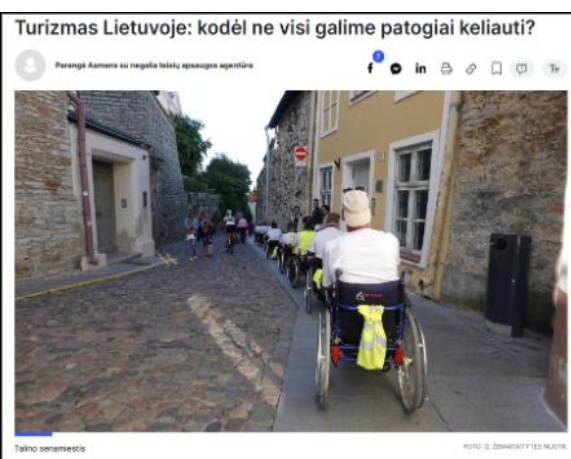 Turizmas Lietuvoje: kodėl ne visi galime patogiai keliauti?
Parengė Asmens su negalia teisių apsaugos agentūra
Talino senamiestis
FOTO: G. ŽEMAITAITYTĖS NUOTR.